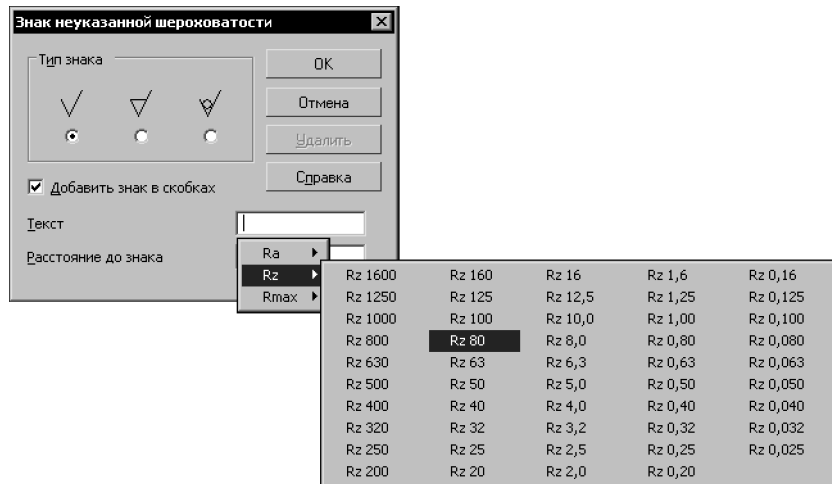 Знак неуказанной шероховатости
Тип знака
OK
Отмена
Удалить
Справка
Добавить знак в скобках
Текст
Расстояние до знака
Ra
Rz
Rmax
Rz 1600 Rz 160 Rz 16 Rz 1,6 Rz 0,16
Rz 1250 Rz 125 Rz 12,5 Rz 1,25 Rz 0,125
Rz 1000 Rz 100 Rz 10,0 Rz 1,00 Rz 0,100
Rz 800 Rz 80 Rz 8,0 Rz 0,80 Rz 0,080
Rz 630 Rz 63 Rz 6,3 Rz 0,63 Rz 0,063
Rz 500 Rz 50 Rz 5,0 Rz 0,50 Rz 0,050
Rz 400 Rz 40 Rz 4,0 Rz 0,40 Rz 0,040
Rz 320 Rz 32 Rz 3,2 Rz 0,32 Rz 0,032
Rz 250 Rz 25 Rz 2,5 Rz 0,25 Rz 0,025
Rz 200 Rz 20 Rz 2,0 Rz 0,20